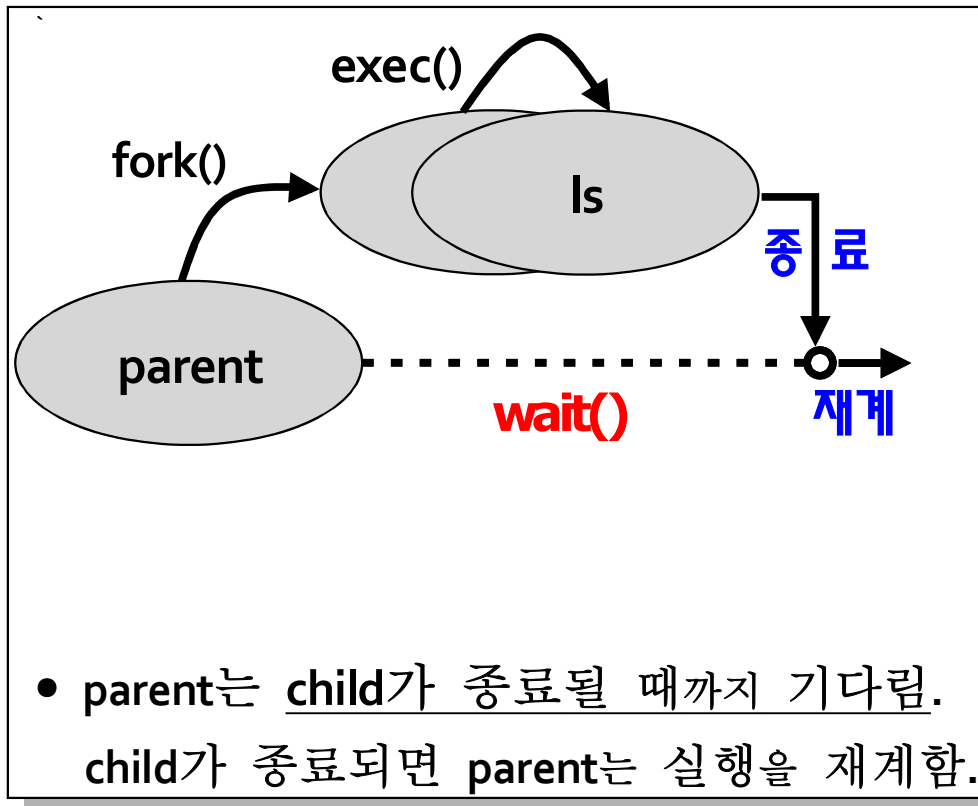 exec()
fork()
ls
종 료
parent
wait()
재계
• parent는 child가 종료될 때까지 기다림.
child가 종료되면 parent는 실행을 재계함.